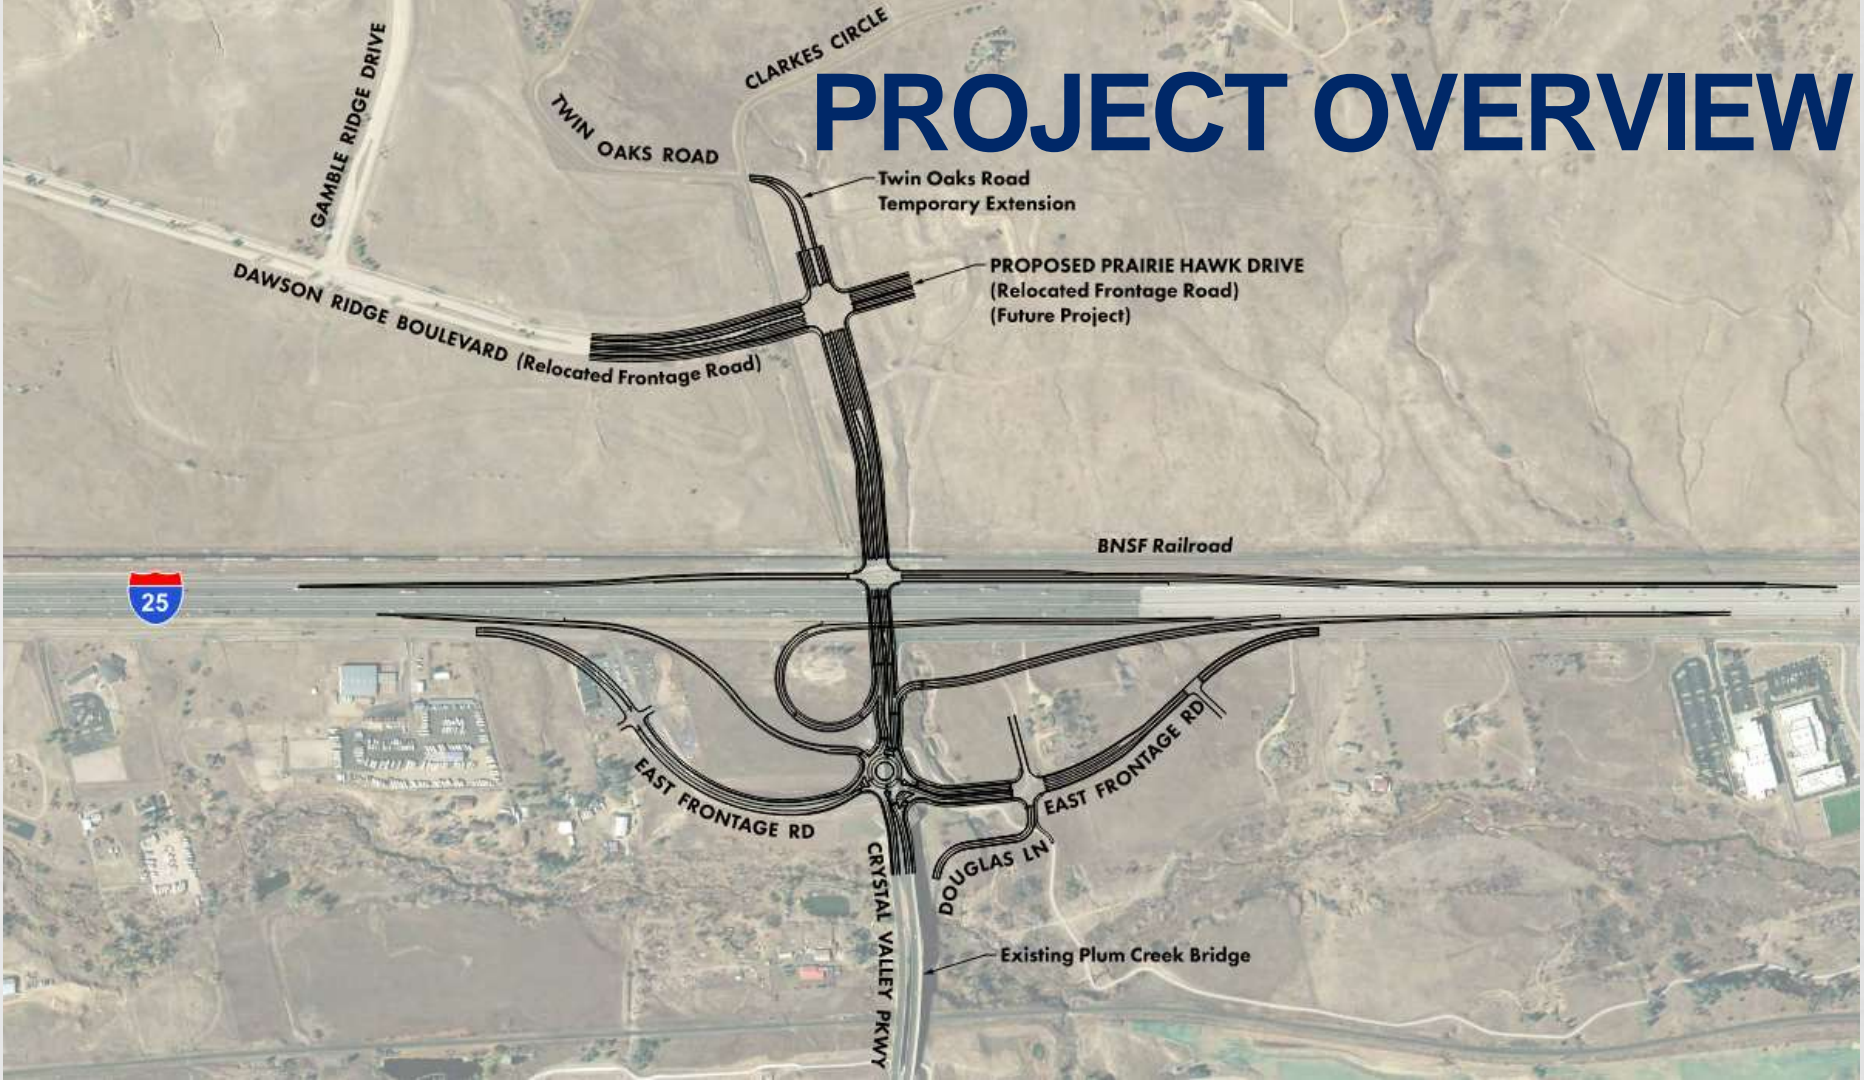 PROJECT OVERVIEW
CLARKES CIRCLE
GAMBLE RIDGE DRIVE
TWIN OAKS ROAD
Twin Oaks Road
Temporary Extension
PROPOSED PRAIRIE HAWK DRIVE
(Relocated Frontage Road)
(Future Project)
DAWSON RIDGE BOULEVARD (Relocated Frontage Road)
BNSF Railroad
25
EAST FRONTAGE RD
EAST FRONTAGE RD
DOUGLAS LN
CRYSTAL VALLEY PKWY
Existing Plum Creek Bridge